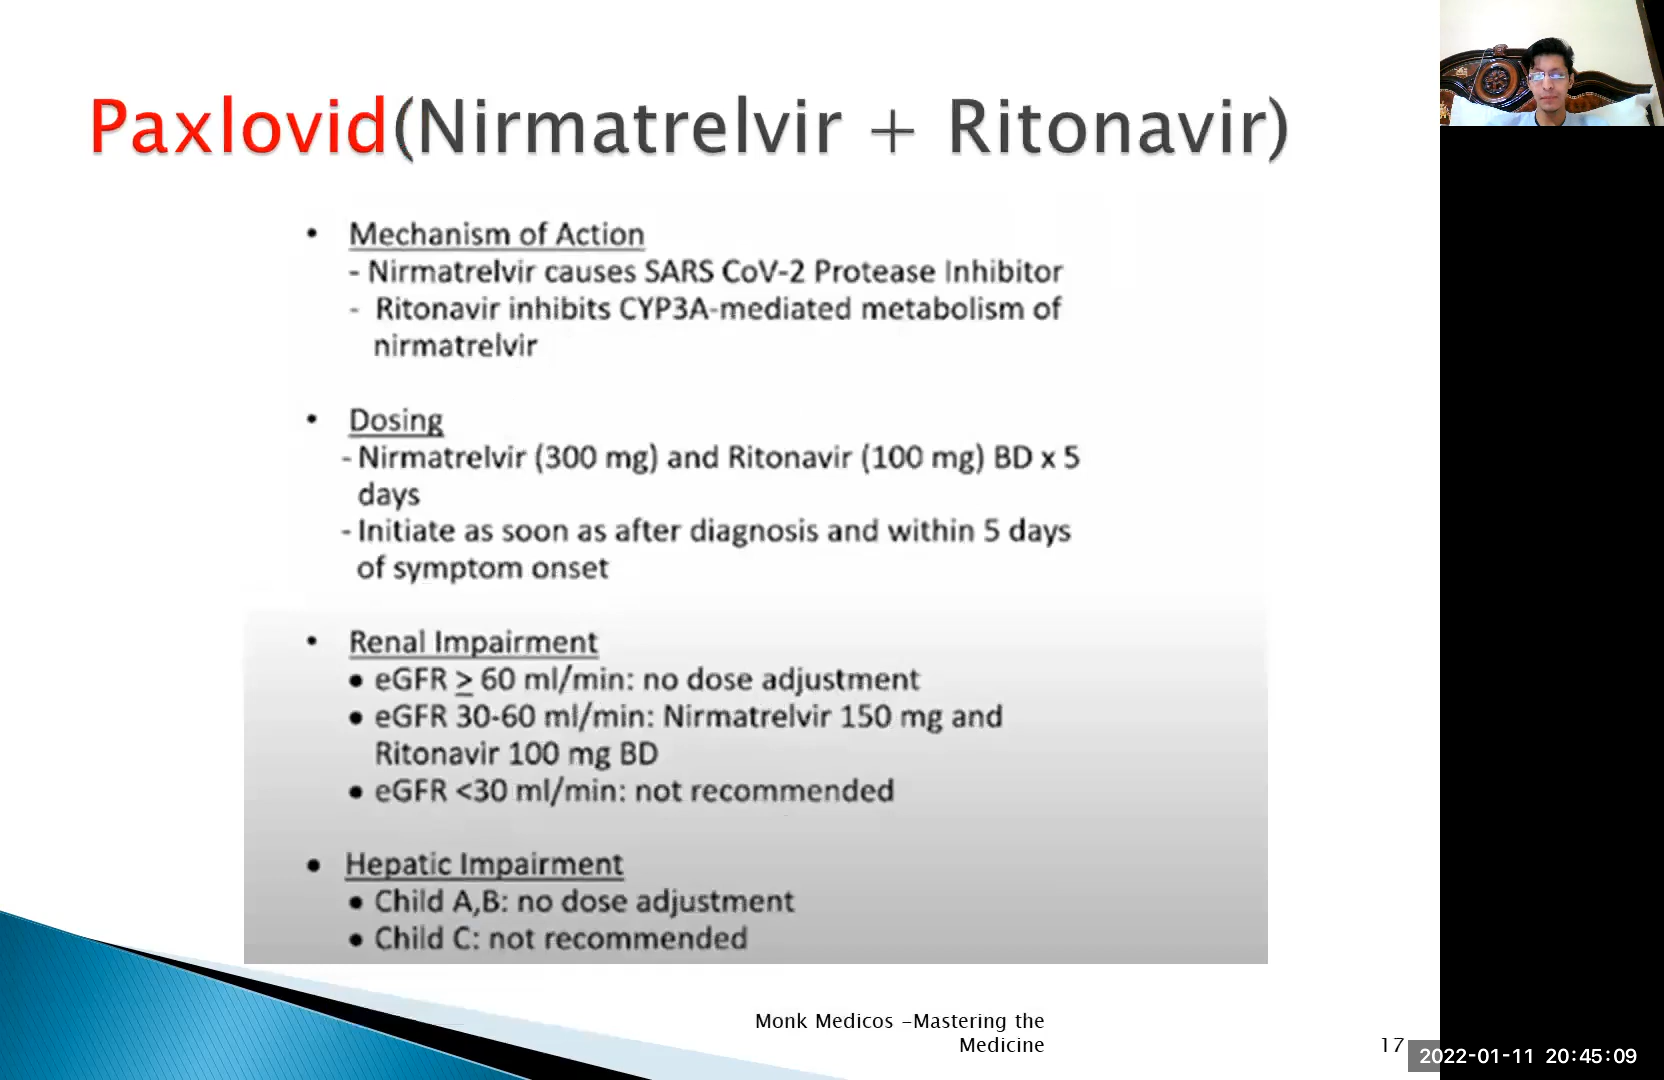 Paxlovid(Nirmatrelvir + Ritonavir)
• Mechanism of Action
- Nirmatrelvir causes SARS CoV-2 Protease Inhibitor
- Ritonavir inhibits CYP3A-mediated metabolism of
nirmatrelvir
• Dosing
- Nirmatrelvir (300 mg) and Ritonavir (100 mg) BD x 5
days
- Initiate as soon as after diagnosis and within 5 days
of symptom onset
• Renal Impairment
• eGFR ≥ 60 ml/min: no dose adjustment
• eGFR 30-60 ml/min: Nirmatrelvir 150 mg and
Ritonavir 100 mg BD
• eGFR <30 ml/min: not recommended
• Hepatic Impairment
• Child A,B: no dose adjustment
• Child C: not recommended
Monk Medicos -Mastering the
Medicine
17
2022-01-11 20:45:09